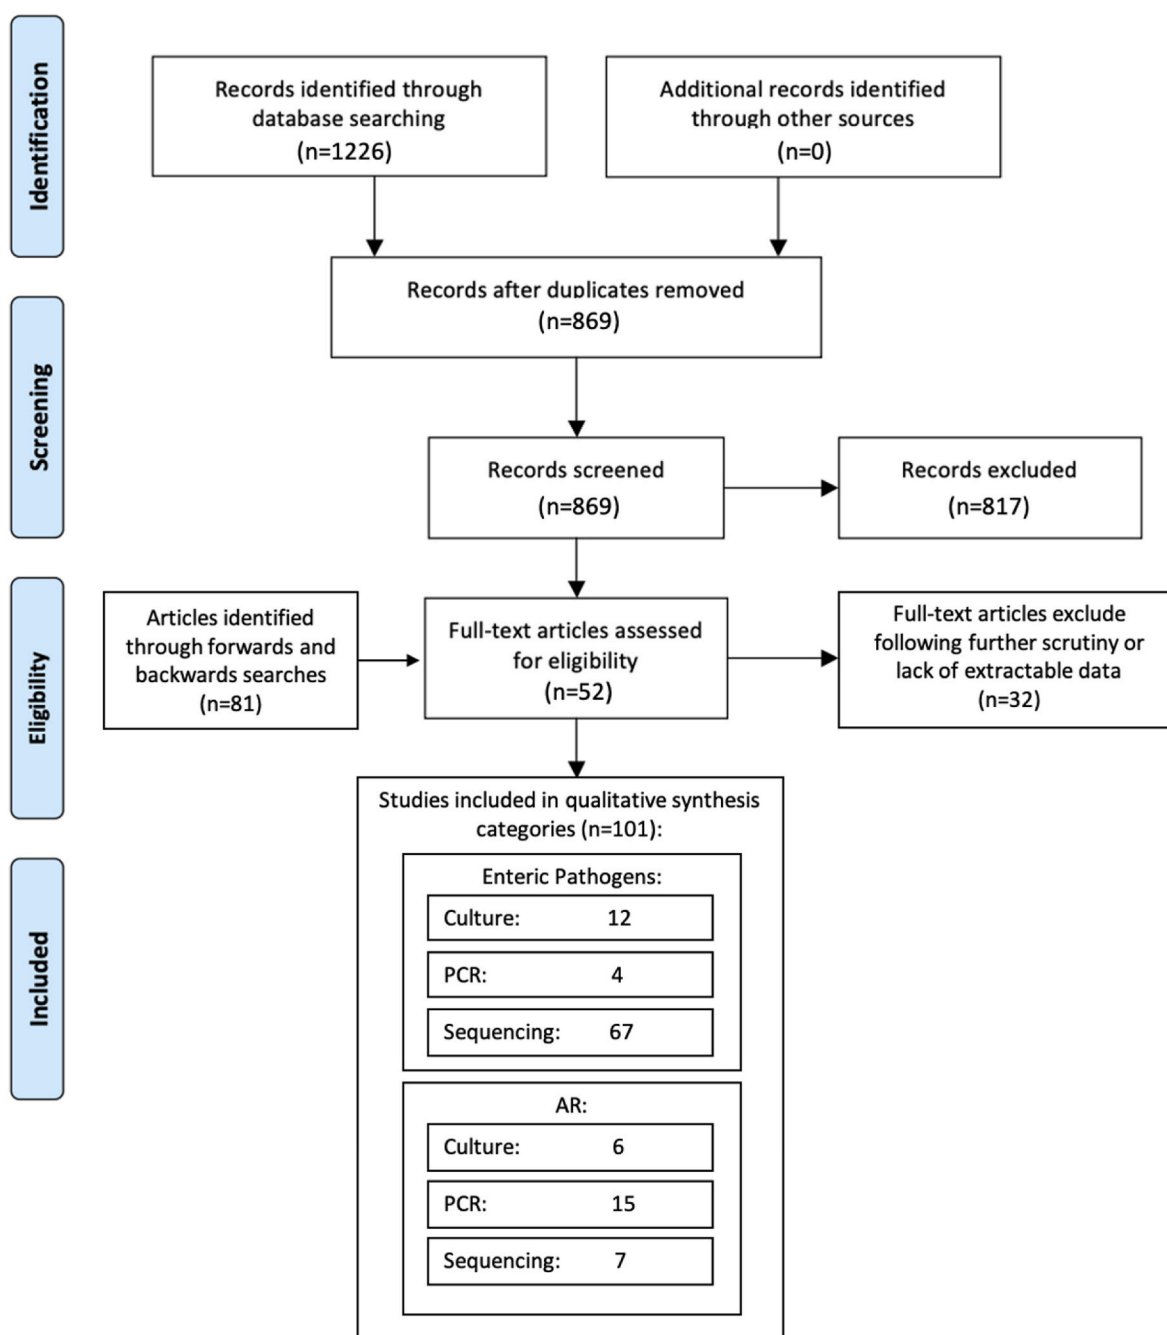 Identification
Records identified through
database searching
(n=1226)
Additional records identified
through other sources
(n=0)
Records after duplicates removed
(n=869)
Screening
Records screened
(n=869)
Records excluded
(n=817)
Eligibility
Articles identified
through forwards and
backwards searches
(n=81)
Full-text articles assessed
for eligibility
(n=52)
Full-text articles exclude
following further scrutiny or
lack of extractable data
(n=32)
Included
Studies included in qualitative synthesis
categories (n=101):
Enteric Pathogens:
Culture: 12
PCR: 4
Sequencing: 67
AR:
Culture: 6
PCR: 15
Sequencing: 7